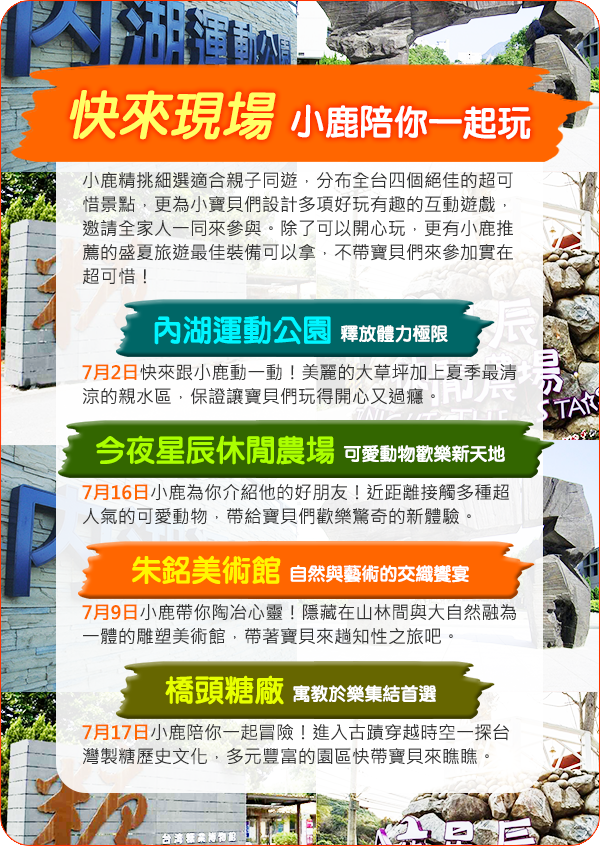 內湖運動公園
快來現場 小鹿陪你一起玩
小鹿精挑細選適合親子同遊，分布全台四個絕佳的超可
惜景點，更為小寶貝們設計多項好玩有趣的互動遊戲，
邀請全家人一同來參與。除了可以開心玩，更有小鹿推
薦的盛夏旅遊最佳裝備可以拿，不帶寶貝們來參加實在
超可惜！
內湖運動公園 釋放體力極限
7月2日快來跟小鹿動一動！美麗的大草坪加上夏季最清
涼的親水區，保證讓寶貝們玩得開心又過癮。
今夜星辰休閒農場 可愛動物歡樂新天地
7月16日小鹿為你介紹他的好朋友！近距離接觸多種超
人氣的可愛動物，帶給寶貝們歡樂驚奇的新體驗。
朱銘美術館 自然與藝術的交織饗宴
7月9日小鹿帶你陶冶心靈！隱藏在山林間與大自然融為
一體的雕塑美術館，帶著寶貝來趟知性之旅吧。
橋頭糖廠 寓教於樂集結首選
7月17日小鹿陪你一起冒險！進入古蹟穿越時空一探台
灣製糖歷史文化，多元豐富的園區快帶寶貝來瞧瞧。
台灣糖業博物館